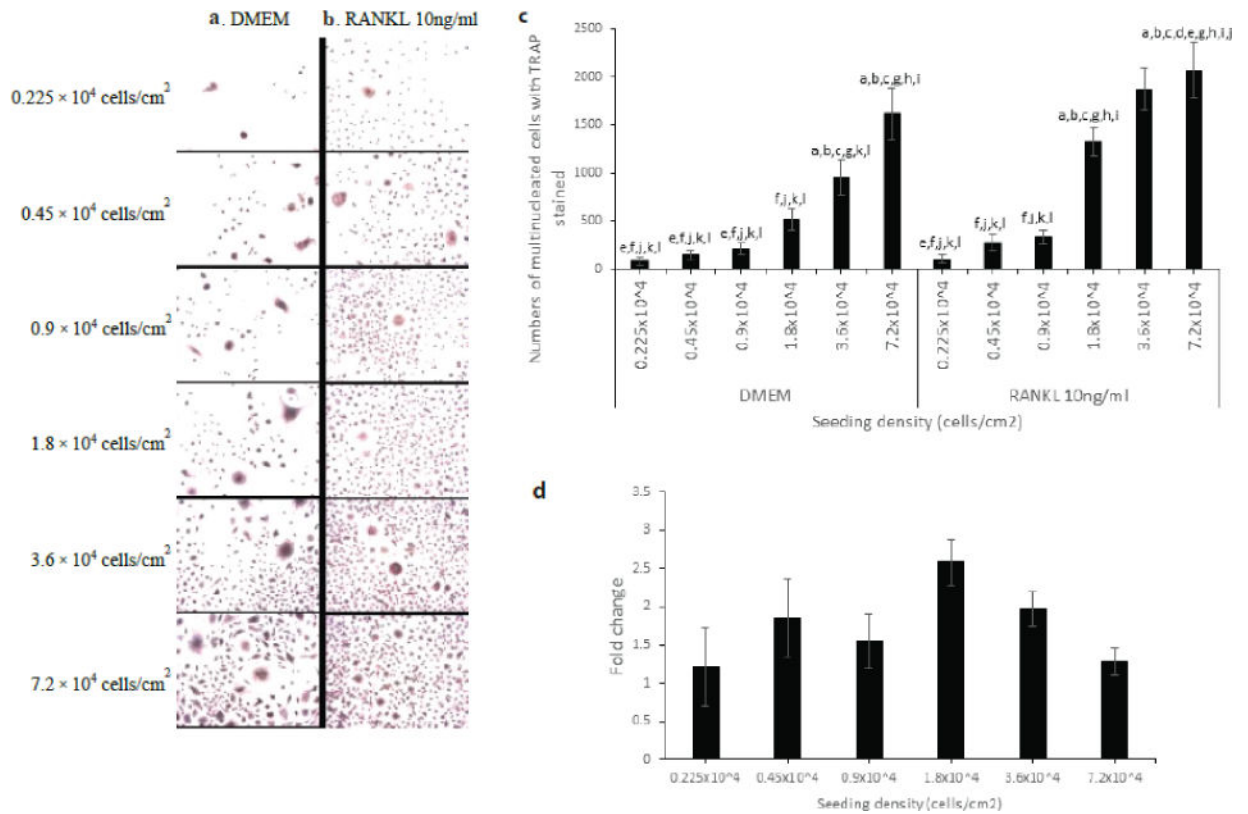 a. DMEM
b. RANKL 10ng/ml
0.225 × 10⁴ cells/cm²
0.45 × 10⁴ cells/cm²
0.9 × 10⁴ cells/cm²
1.8 × 10⁴ cells/cm²
3.6 × 10⁴ cells/cm²
7.2 × 10⁴ cells/cm²
c
Numbers of multinucleated cells with TRAP
stained
2500
2000
1500
1000
500
0
e,f,j,k,l
e,f,j,k,l
e,f,j,k,l
f,j,k,l
a,b,c,g,k,l
a,b,c,g,h,i
e,f,j,k,l
f,j,k,l
f,j,k,l
a,b,c,g,h,i
a,b,c,d,e,g,h,i,j
0.225x10^4
0.45x10^4
0.9x10^4
1.8x10^4
3.6x10^4
7.2x10^4
0.225x10^4
0.45x10^4
0.9x10^4
1.8x10^4
3.6x10^4
7.2x10^4
DMEM
RANKL 10ng/ml
Seeding density (cells/cm2)
d
Fold change
3.5
3
2.5
2
1.5
1
0.5
0
0.225x10^4
0.45x10^4
0.9x10^4
1.8x10^4
3.6x10^4
7.2x10^4
Seeding density (cells/cm2)